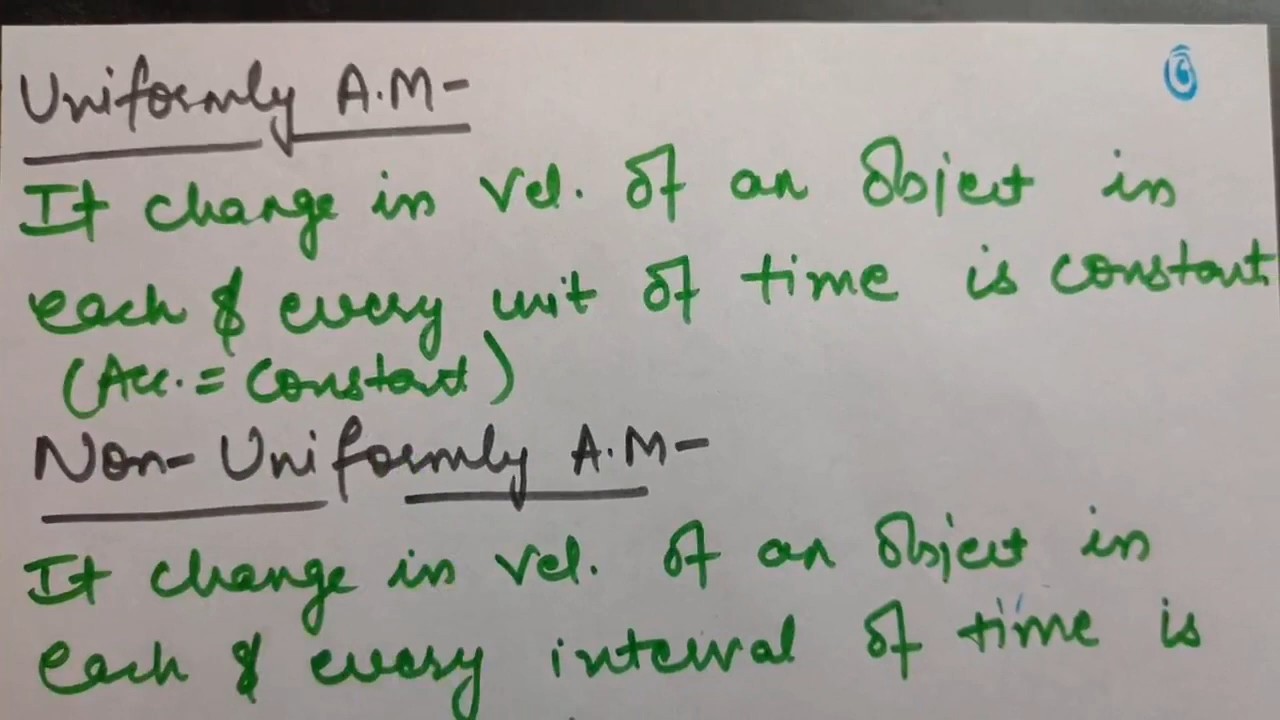 Uniformly A.M-
It change in Vel. of an object in
each & every unit of time is constant.
(Acc. = Constant)
Non-Uniformly A.M-
It change in vel. of an object in
each & every interval of time is